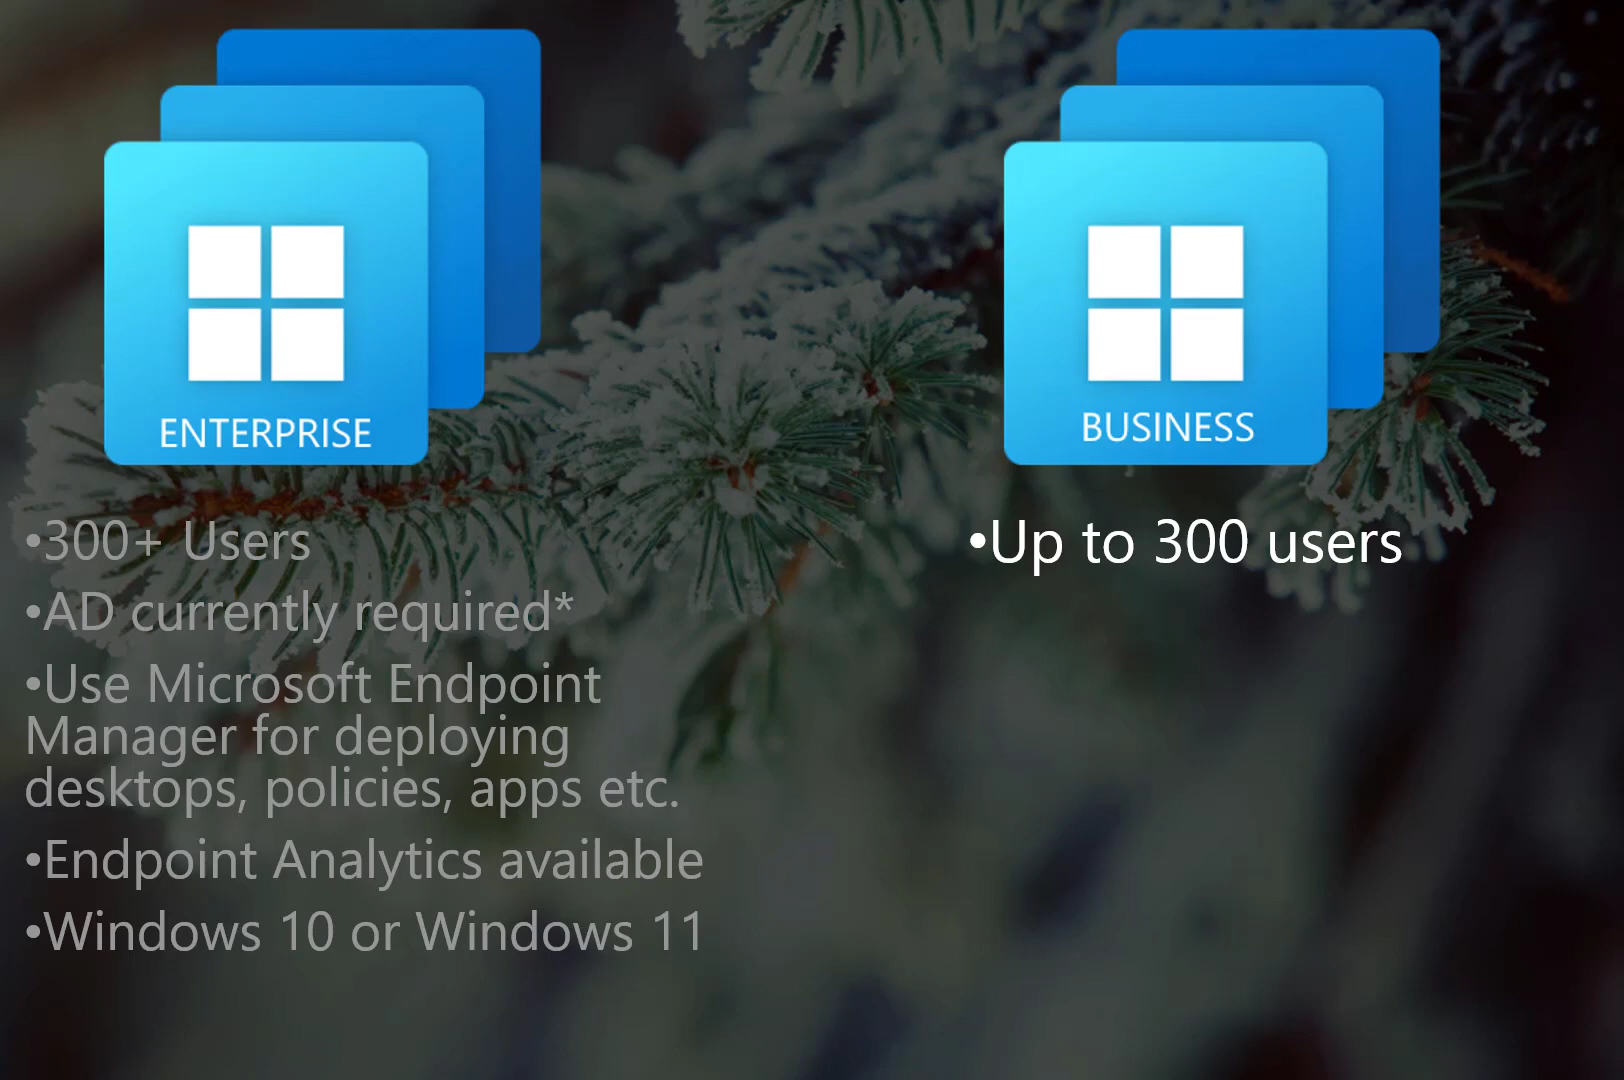 ENTERPRISE
•300+ Users
•AD currently required*
•Use Microsoft Endpoint
Manager for deploying
desktops, policies, apps etc.
•Endpoint Analytics available
•Windows 10 or Windows 11
BUSINESS
•Up to 300 users